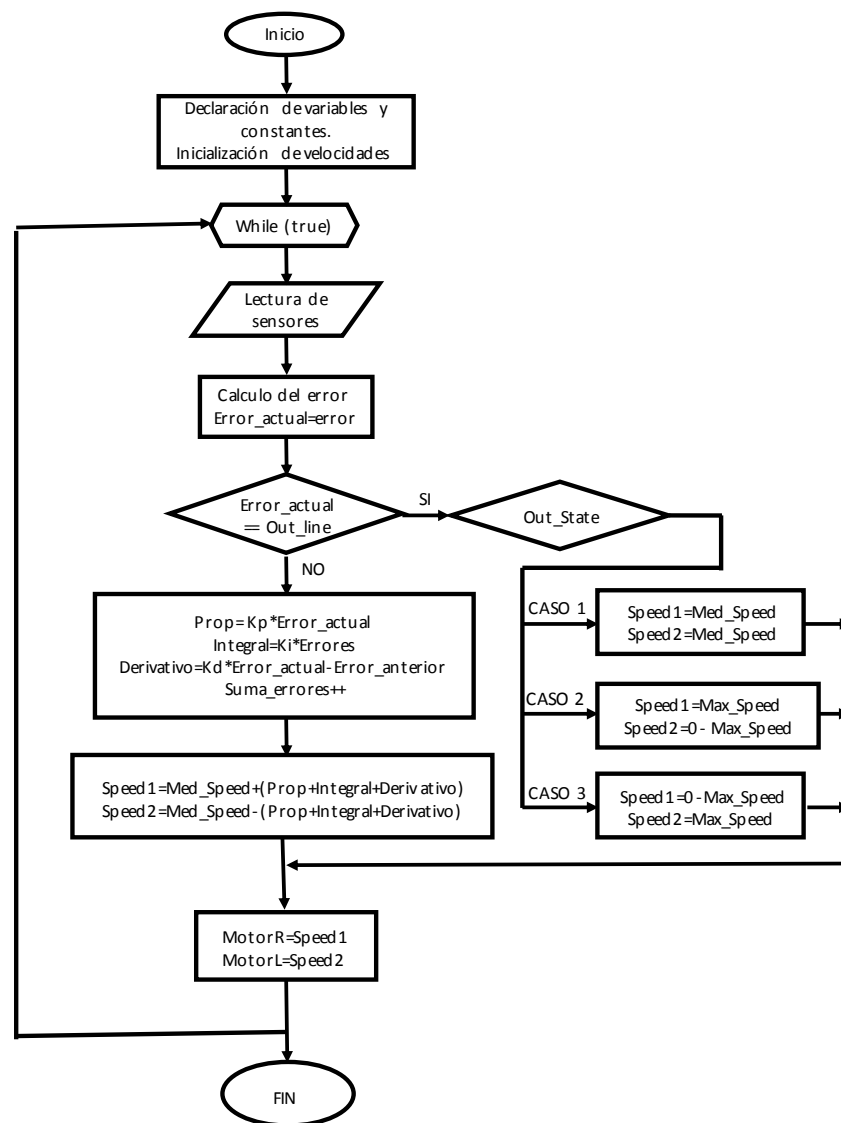 Inicio
Declaración de variables y
constantes.
Inicialización de velocidades
While (true)
Lectura de
sensores
Calculo del error
Error_actual=error
Error_actual
== Out_line
SI
Out_State
NO
Prop= Kp*Error_actual
Integral=Ki*Errores
Derivativo=Kd*Error_actual-Error_anterior
Suma_errores++
CASO 1
Speed1=Med_Speed
Speed2=Med_Speed
CASO 2
Speed1=Max_Speed
Speed2=0 - Max_Speed
CASO 3
Speed1=0 - Max_Speed
Speed2=Max_Speed
Speed1=Med_Speed+(Prop+Integral+Derivativo)
Speed2=Med_Speed-(Prop+Integral+Derivativo)
MotorR=Speed1
MotorL=Speed2
FIN